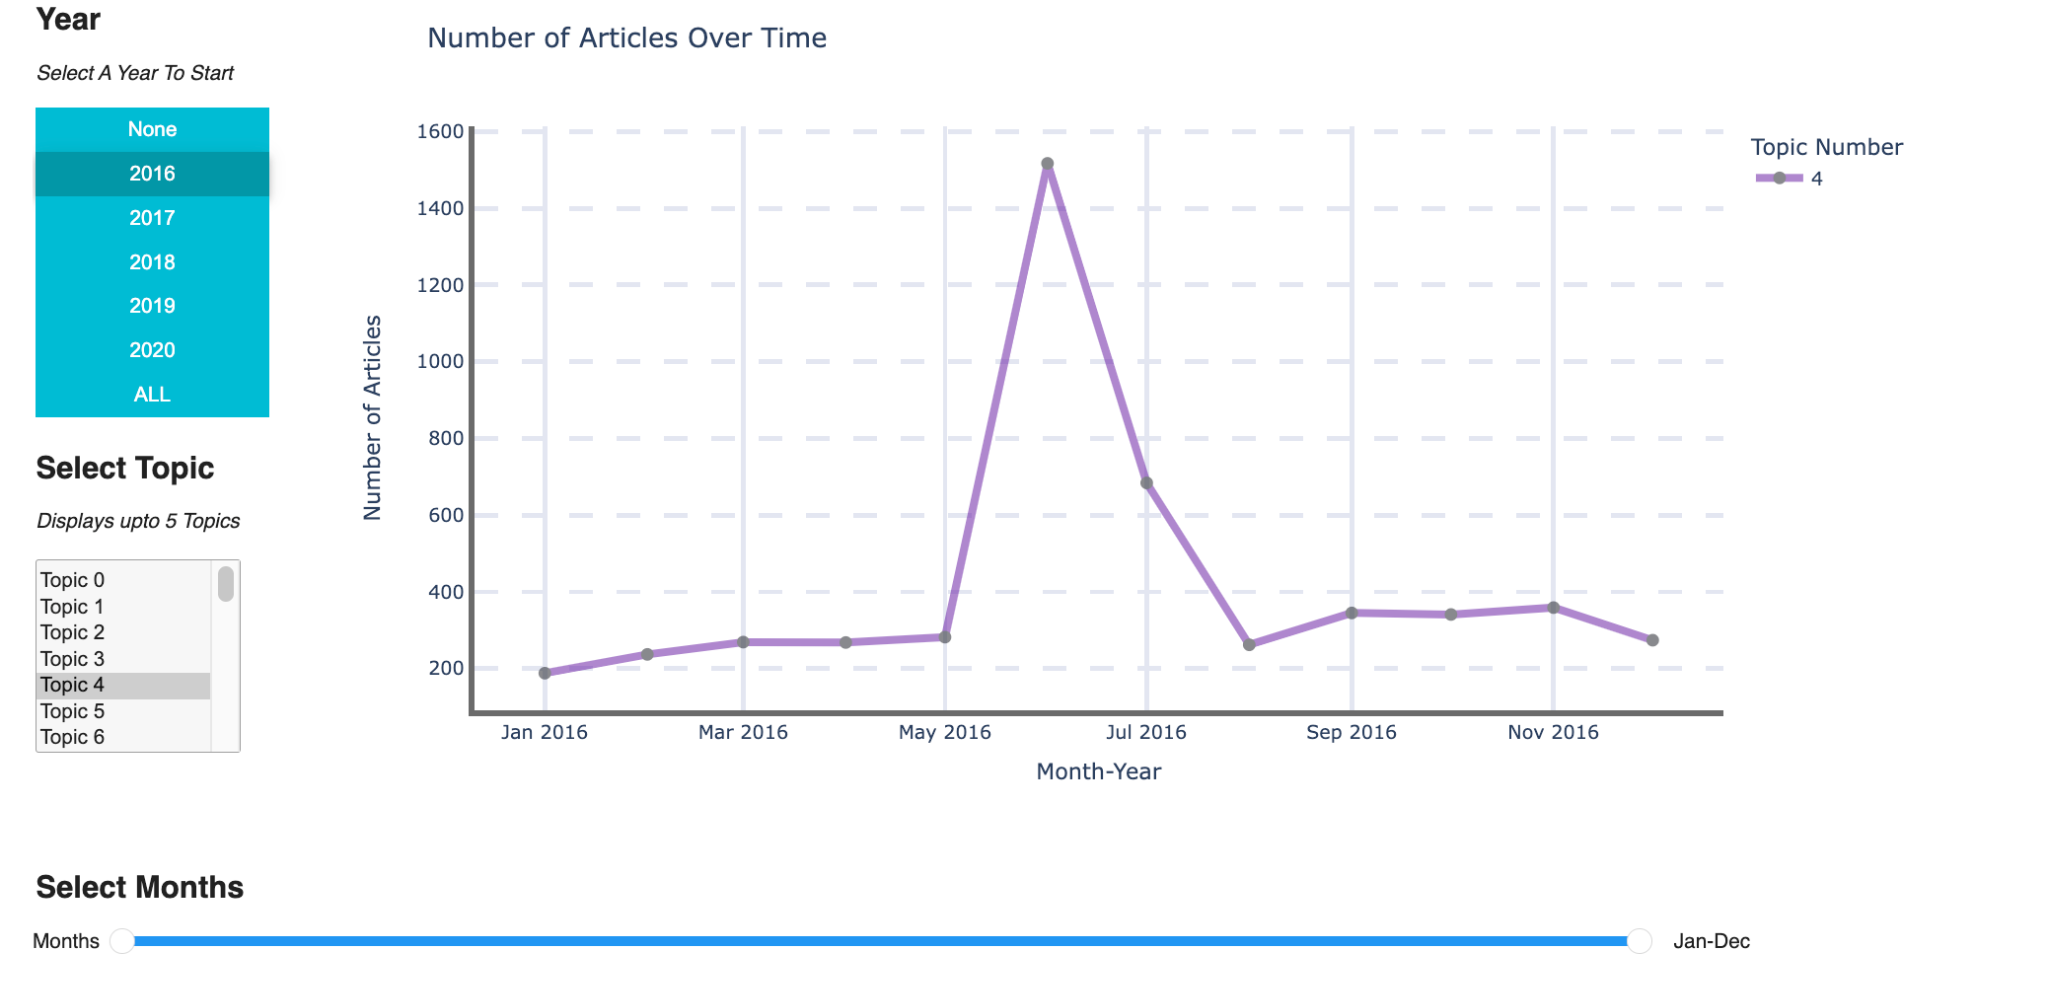 Year
Select A Year To Start
None
2016
2017
2018
2019
2020
ALL
Select Topic
Displays upto 5 Topics
Topic 0
Topic 1
Topic 2
Topic 3
Topic 4
Topic 5
Topic 6
Number of Articles Over Time
Number of Articles
1600
1400
1200
1000
800
600
400
200
Jan 2016
Mar 2016
May 2016
Jul 2016
Sep 2016
Nov 2016
Month-Year
Topic Number
4
Select Months
Months
Jan-Dec